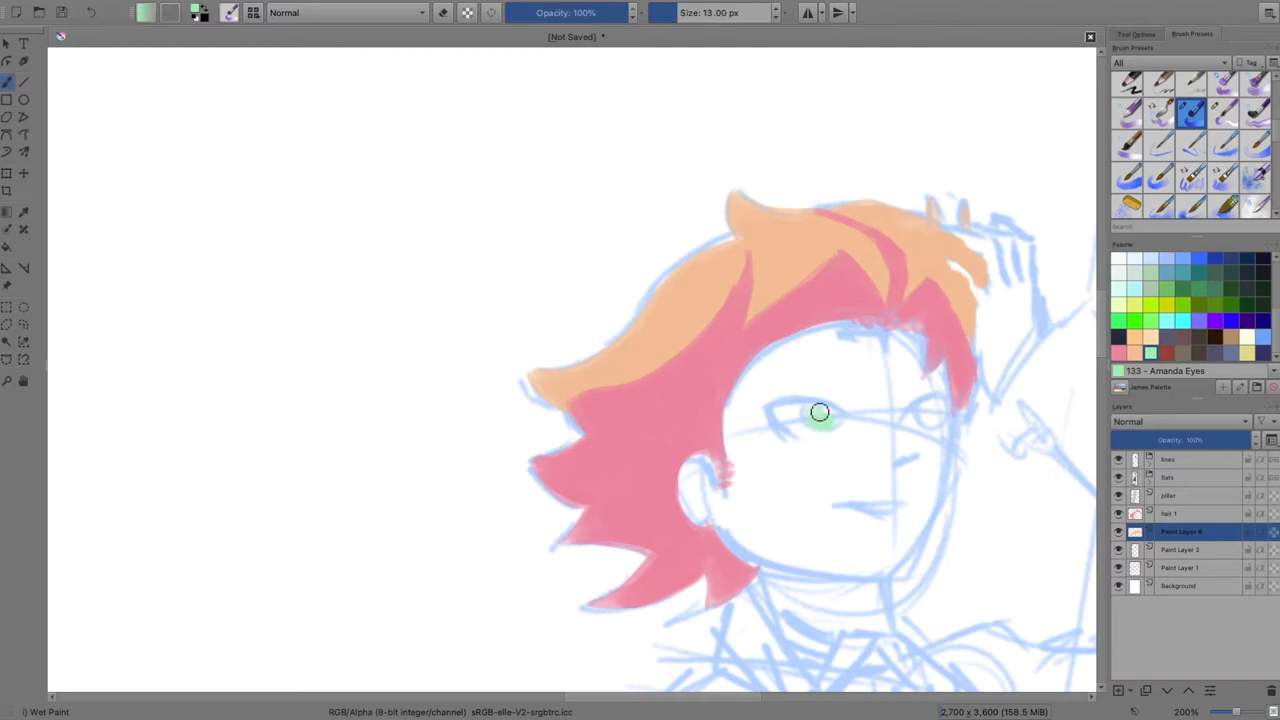 Normal
Opacity: 100%
Size: 13.00 px
[Not Saved] *
Tool Options
Brush Presets
Brush Presets
All
Tag
Search
Palette
133 - Amanda Eyes
James Palette
Layers
Normal
Opacity: 100%
lines
flats
pillar
hair 1
Paint Layer 2
Paint Layer 1
Background
i) Wet Paint
RGB/Alpha (8-bit integer/channel) sRGB-elle-V2-srgbtrc.icc
2,700 x 3,600 (158.5 MiB)
200%